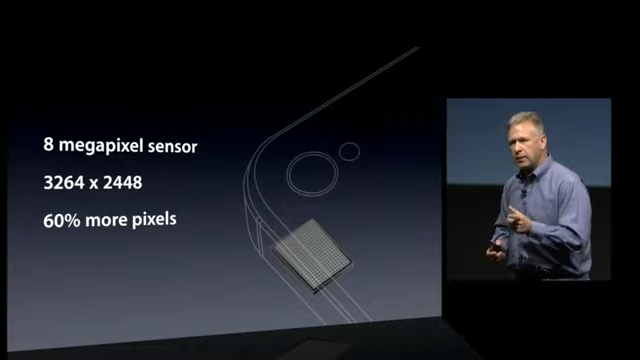 8 megapixel sensor
3264 x 2448
60% more pixels